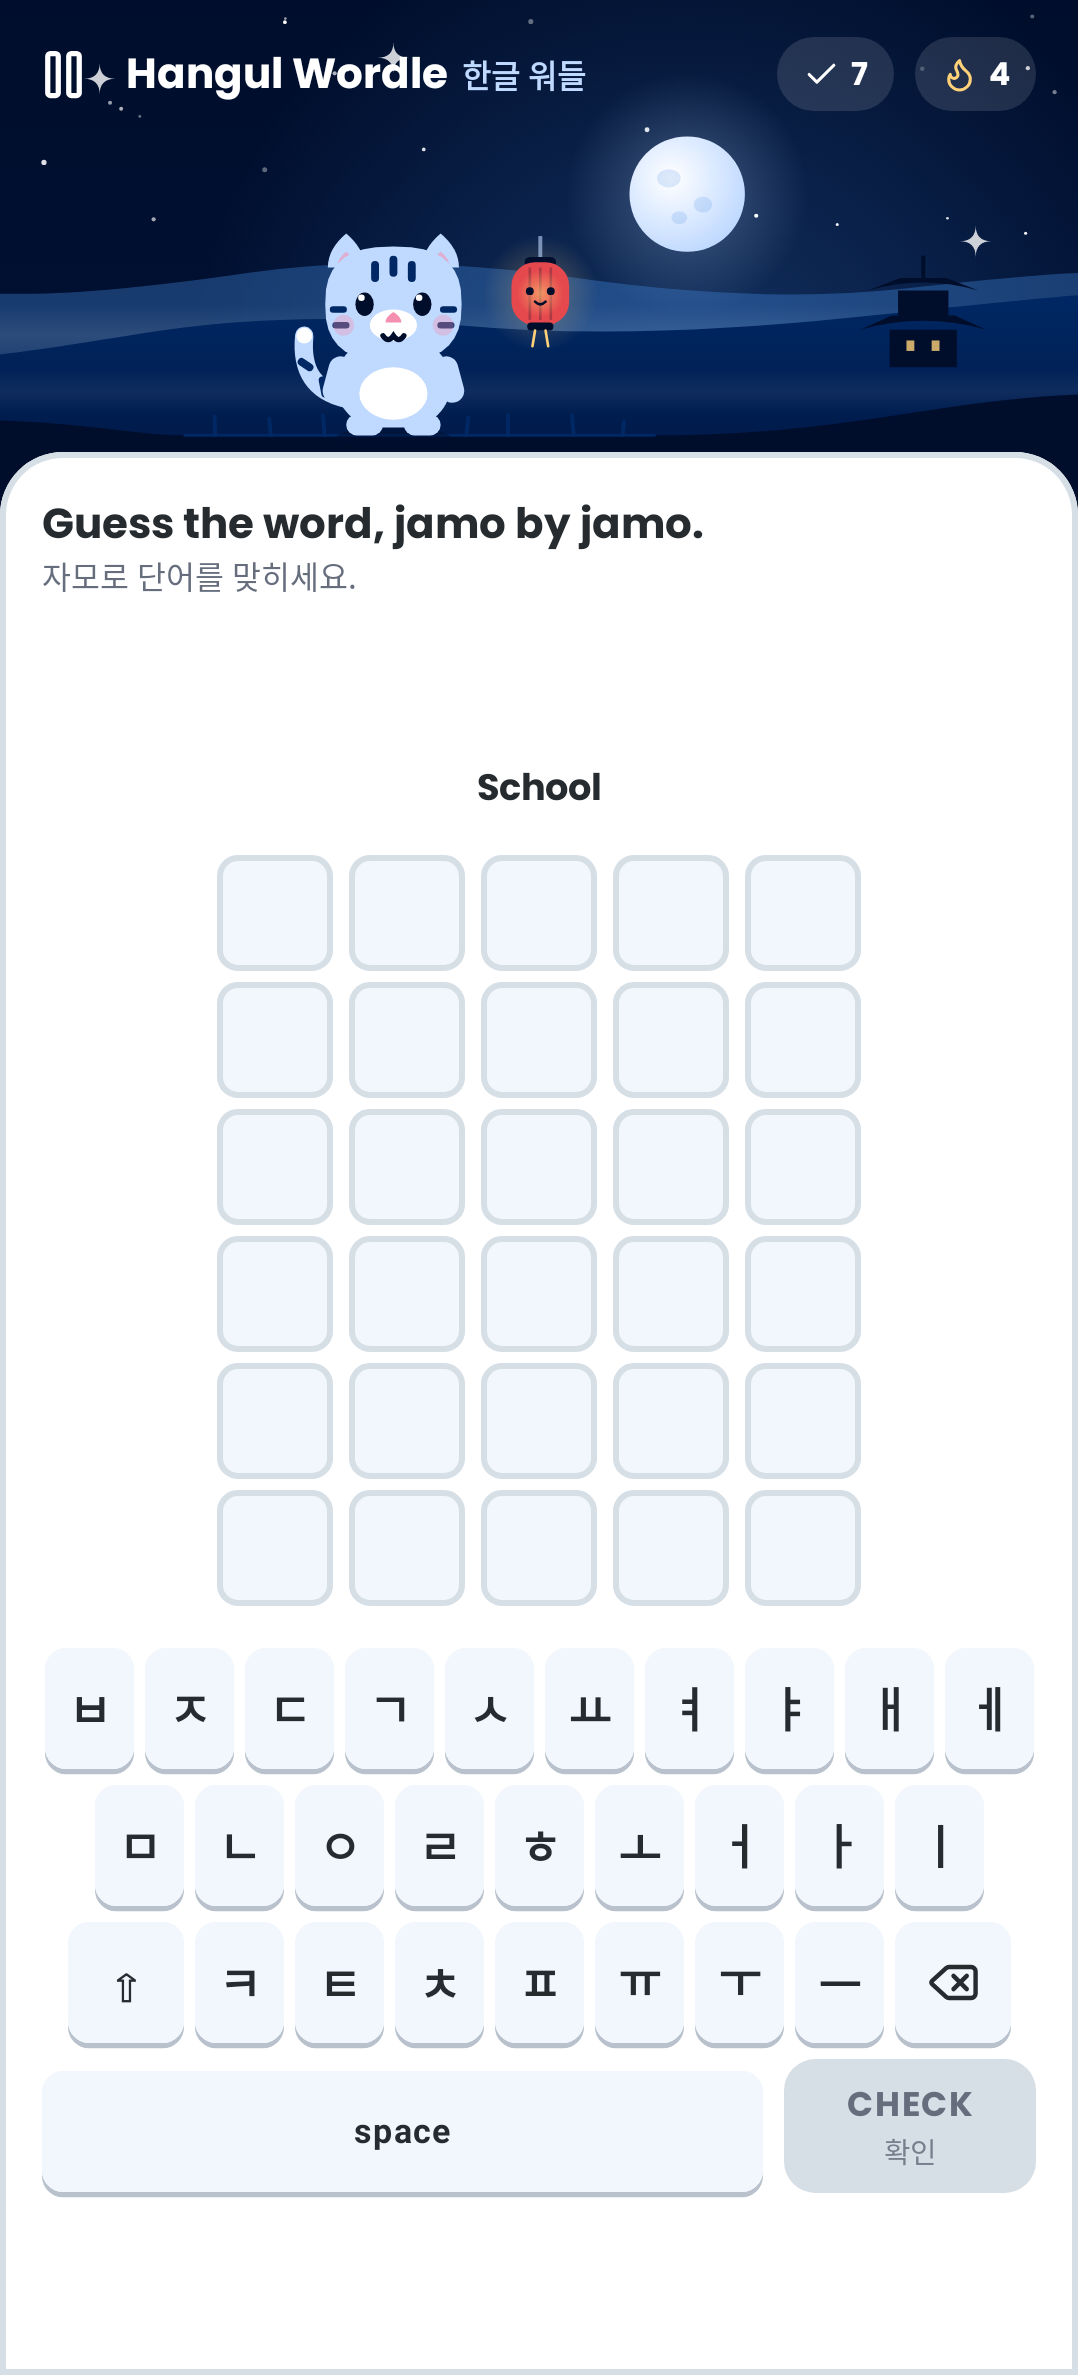 Hangul Wordle 한글 워들 7 4
Guess the word, jamo by jamo.
자모로 단어를 맞히세요.
School
ㅂ ㅈ ㄷ ㄱ ㅅ ㅛ ㅕ ㅑ ㅐ ㅔ
ㅁ ㄴ ㅇ ㄹ ㅎ ㅗ ㅓ ㅏ ㅣ
⇧ ㅋ ㅌ ㅊ ㅍ ㅠ ㅜ ㅡ
space
CHECK
확인